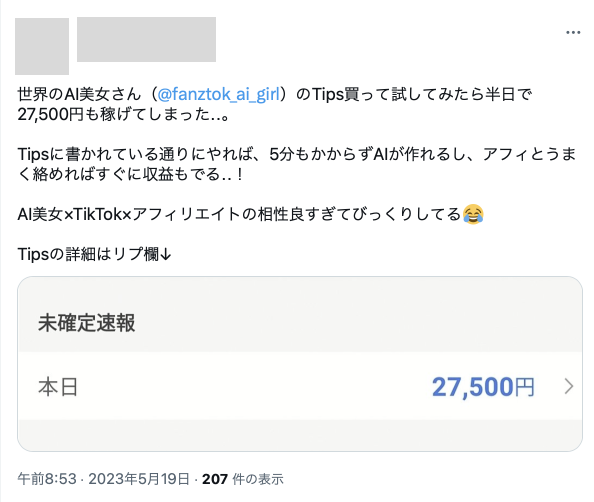 世界のAI美女さん（@fanztok_ai_girl）のTips買って試してみたら半日で
27,500円も稼げてしまった‥。
Tipsに書かれている通りにやれば、5分もかからずAIが作れるし、アフィとうま
く絡めればすぐに収益もでる‥！
AI美女×TikTok×アフィリエイトの相性良すぎてびっくりしてる😂
Tipsの詳細はリプ欄↓
未確定速報
本日 27,500円
午前8:53 · 2023年5月19日 · 207 件の表示